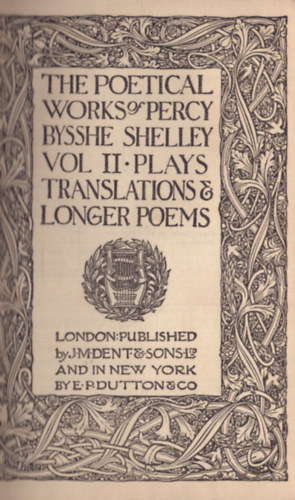 THE POETICAL
WORKS of PERCY
BYSSHE SHELLEY
VOL II · PLAYS
TRANSLATIONS &
LONGER POEMS
LONDON: PUBLISHED
by J·M·DENT·& SONS·LTD
AND IN NEW YORK
BY E·P·DUTTON & CO